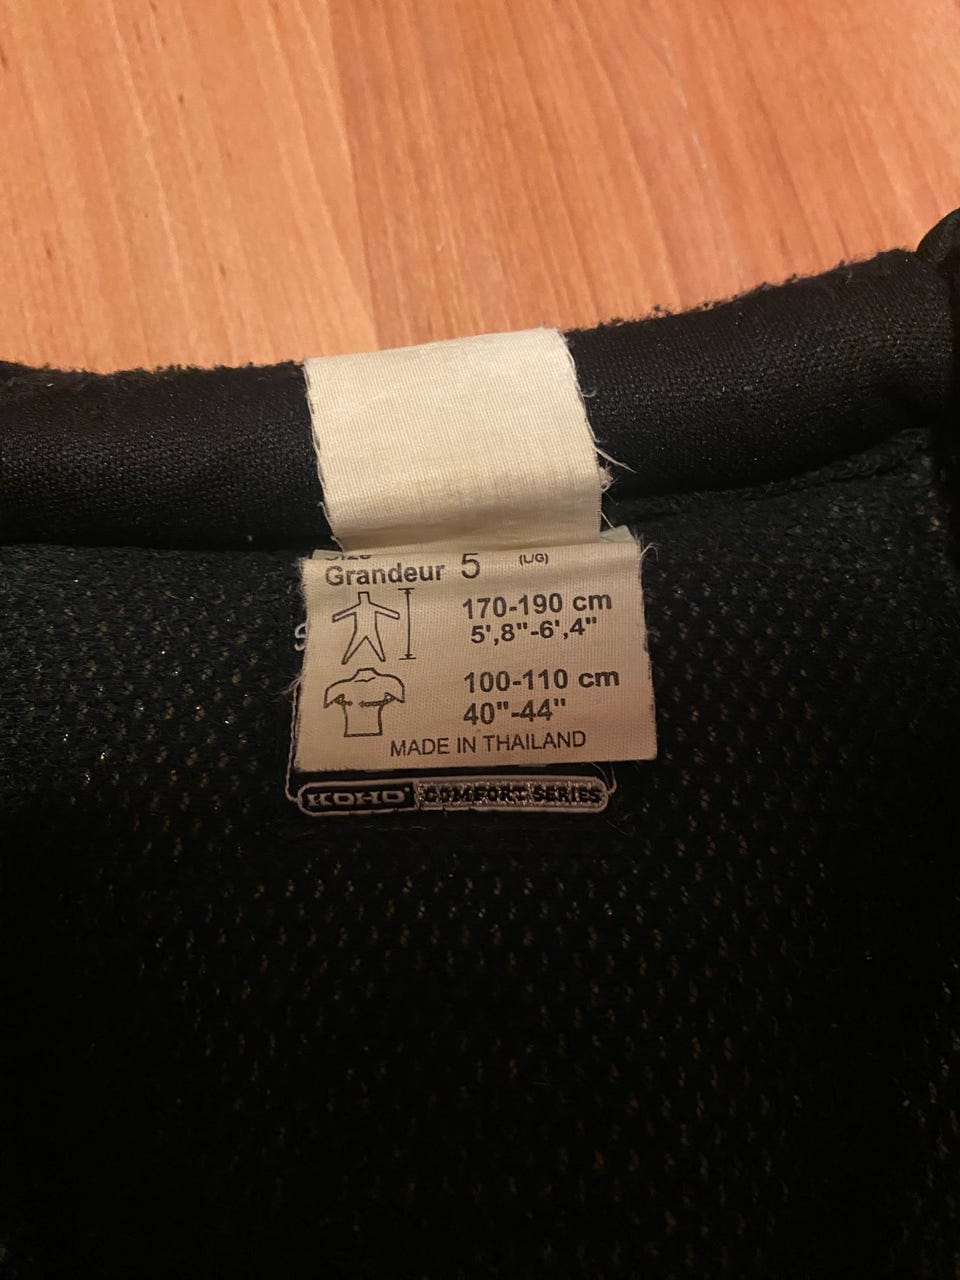 Size
Grandeur 5 (L/G)
170-190 cm
5',8"-6',4"
100-110 cm
40"-44"
MADE IN THAILAND
KOHO COMFORT SERIES